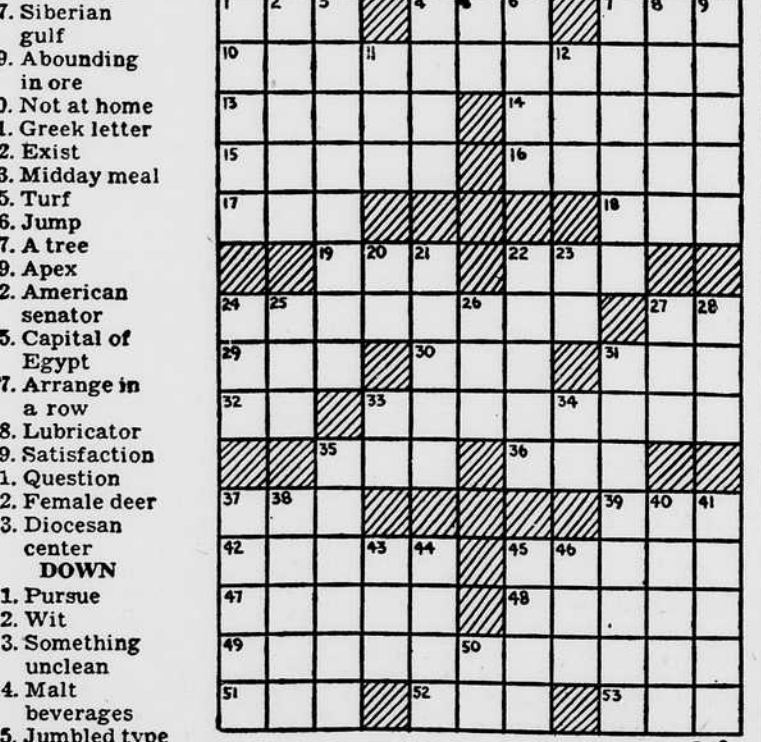 7. Siberian
gulf
9. Abounding
in ore
0. Not at home
1. Greek letter
2. Exist
3. Midday meal
5. Turf
6. Jump
7. A tree
9. Apex
2. American
senator
5. Capital of
Egypt
7. Arrange in
a row
8. Lubricator
9. Satisfaction
1. Question
2. Female deer
3. Diocesan
center
DOWN
1. Pursue
2. Wit
3. Something
unclean
4. Malt
beverages
5. Jumbled type
1 2 3 4 5 6 7 8 9
10 11 12
13 14
15 16
17 18
19 20 21 22 23
24 25 26 27 28
29 30 31
32 33 34
35 36
37 38 39 40 41
42 43 44 45 46
47 48
49 50
51 52 53